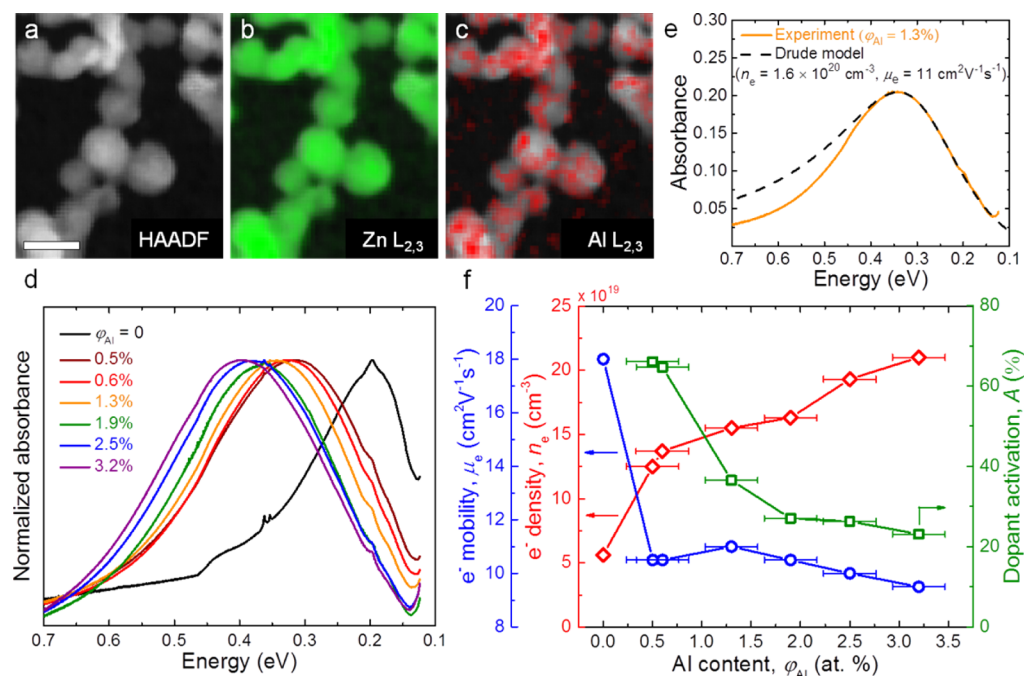 a
HAADF
b
Zn L2,3
c
Al L2,3
e
0.30
0.25
0.20
0.15
0.10
0.05
Absorbance
Experiment (φAl = 1.3%)
Drude model
(ne = 1.6 × 10^20 cm^-3, μe = 11 cm^2V^-1s^-1)
0.7 0.6 0.5 0.4 0.3 0.2 0.1
Energy (eV)
d
Normalized absorbance
φAl = 0
0.5%
0.6%
1.3%
1.9%
2.5%
3.2%
0.7 0.6 0.5 0.4 0.3 0.2 0.1
Energy (eV)
f
e^- mobility, μe (cm^2V^-1s^-1)
20
18
16
14
12
10
8
e^- density, ne (cm^-3)
x 10^19
25
20
15
10
5
0
80
60
40
20
0
Dopant activation, A (%)
0.0 0.5 1.0 1.5 2.0 2.5 3.0 3.5
Al content, φAl (at. %)